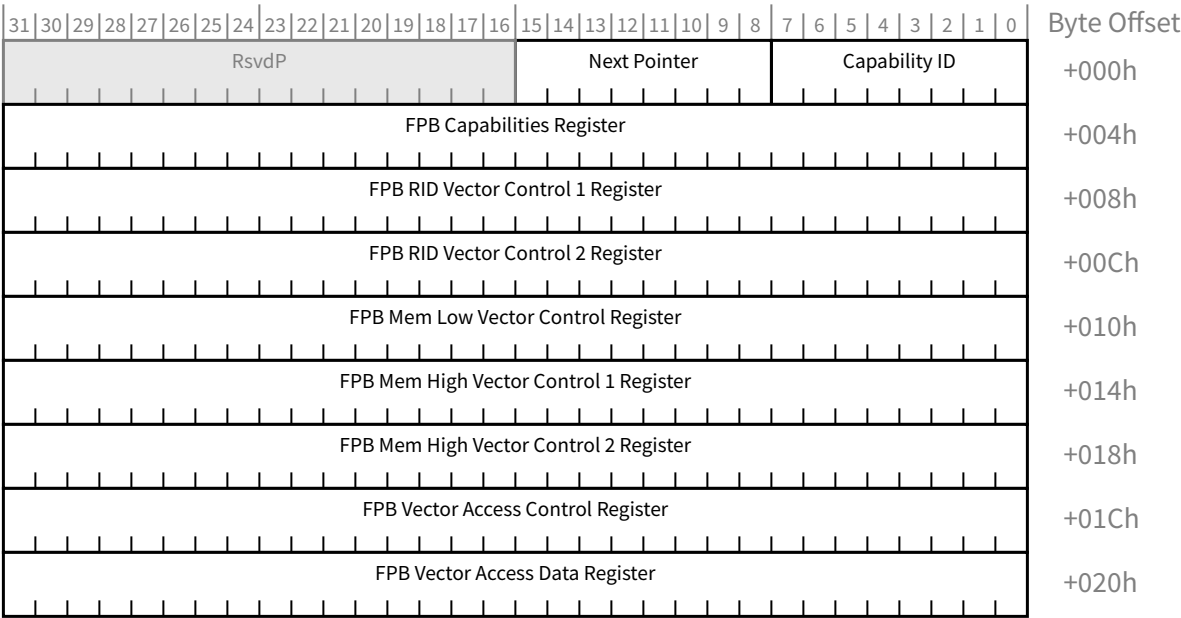 31 30 29 28 27 26 25 24 23 22 21 20 19 18 17 16 15 14 13 12 11 10 9 8 7 6 5 4 3 2 1 0 Byte Offset
RsvdP Next Pointer Capability ID +000h
FPB Capabilities Register +004h
FPB RID Vector Control 1 Register +008h
FPB RID Vector Control 2 Register +00Ch
FPB Mem Low Vector Control Register +010h
FPB Mem High Vector Control 1 Register +014h
FPB Mem High Vector Control 2 Register +018h
FPB Vector Access Control Register +01Ch
FPB Vector Access Data Register +020h